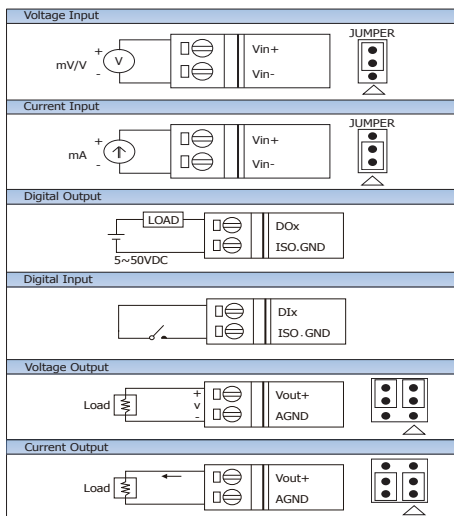 Voltage Input
JUMPER
+
mV/V
V
-
Vin+
Vin-
Current Input
JUMPER
+
mA
-
Vin+
Vin-
Digital Output
LOAD
5~50VDC
DOx
ISO.GND
Digital Input
DIx
ISO.GND
Voltage Output
Load
+
v
-
Vout+
AGND
Current Output
Load
Vout+
AGND